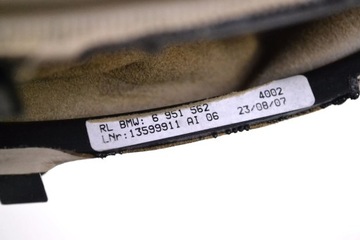 RL BMW: 6 951 562 4002
LNr:13599911 AI 06 23/08/07